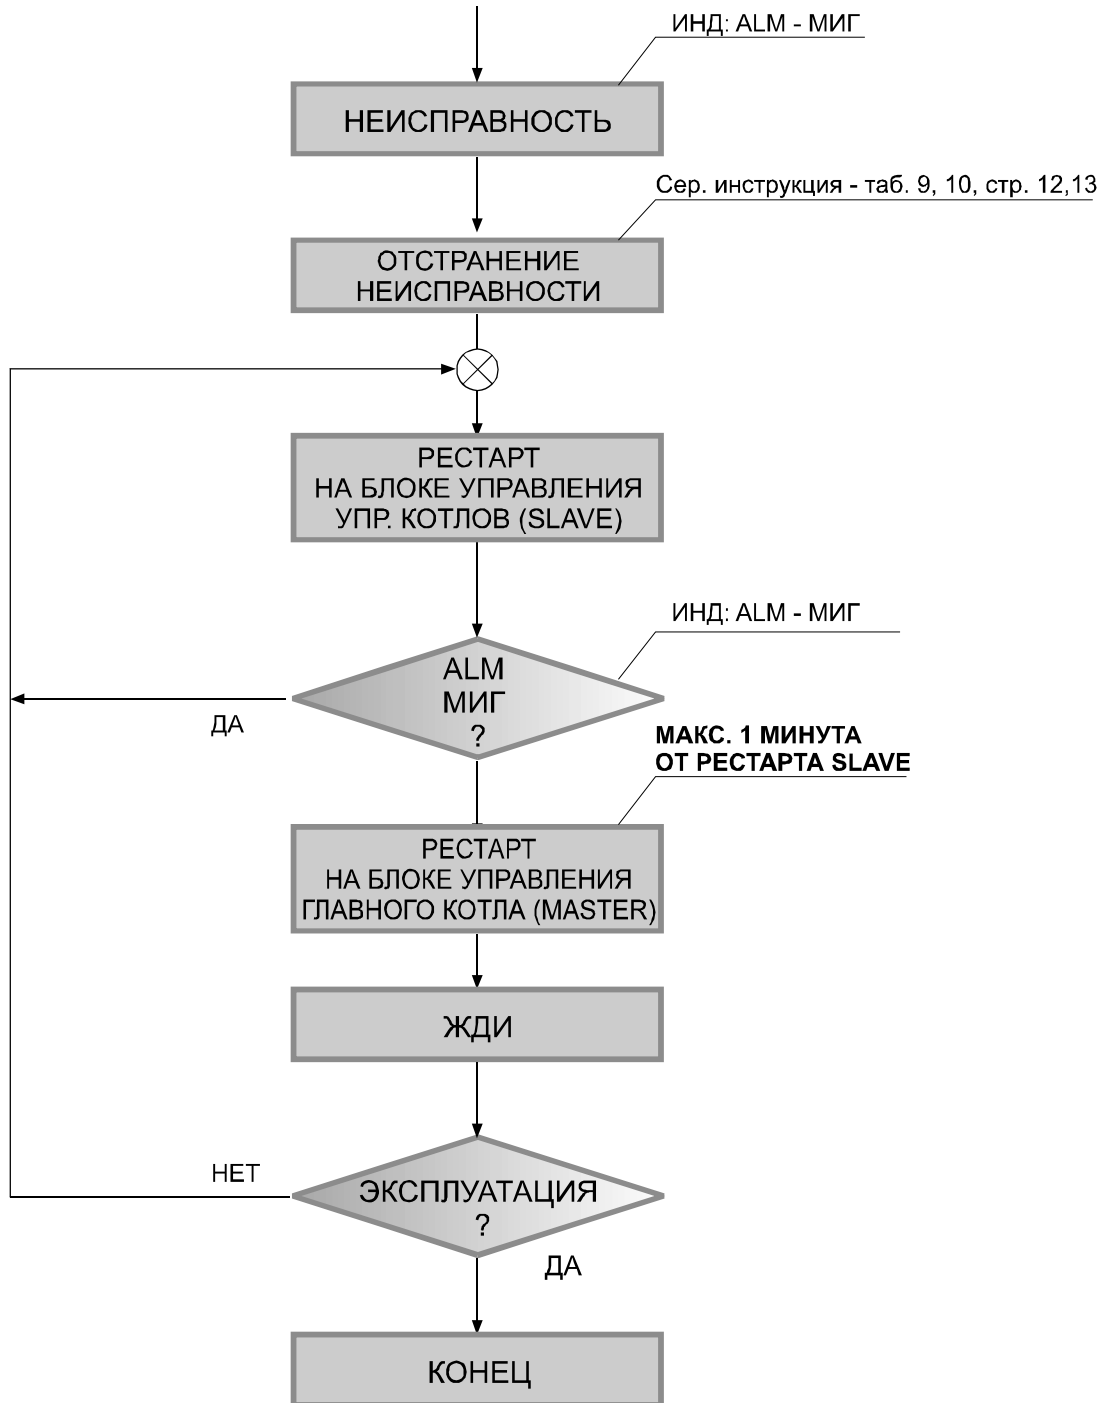 ИНД: ALM - МИГ
НЕИСПРАВНОСТЬ
Сер. инструкция - таб. 9, 10, стр. 12,13
ОТСТРАНЕНИЕ
НЕИСПРАВНОСТИ
РЕСТАРТ
НА БЛОКЕ УПРАВЛЕНИЯ
УПР. КОТЛОВ (SLAVE)
ИНД: ALM - МИГ
ALM
МИГ
?
ДА
МАКС. 1 МИНУТА
ОТ РЕСТАРТА SLAVE
РЕСТАРТ
НА БЛОКЕ УПРАВЛЕНИЯ
ГЛАВНОГО КОТЛА (MASTER)
ЖДИ
НЕТ
ЭКСПЛУАТАЦИЯ
?
ДА
КОНЕЦ